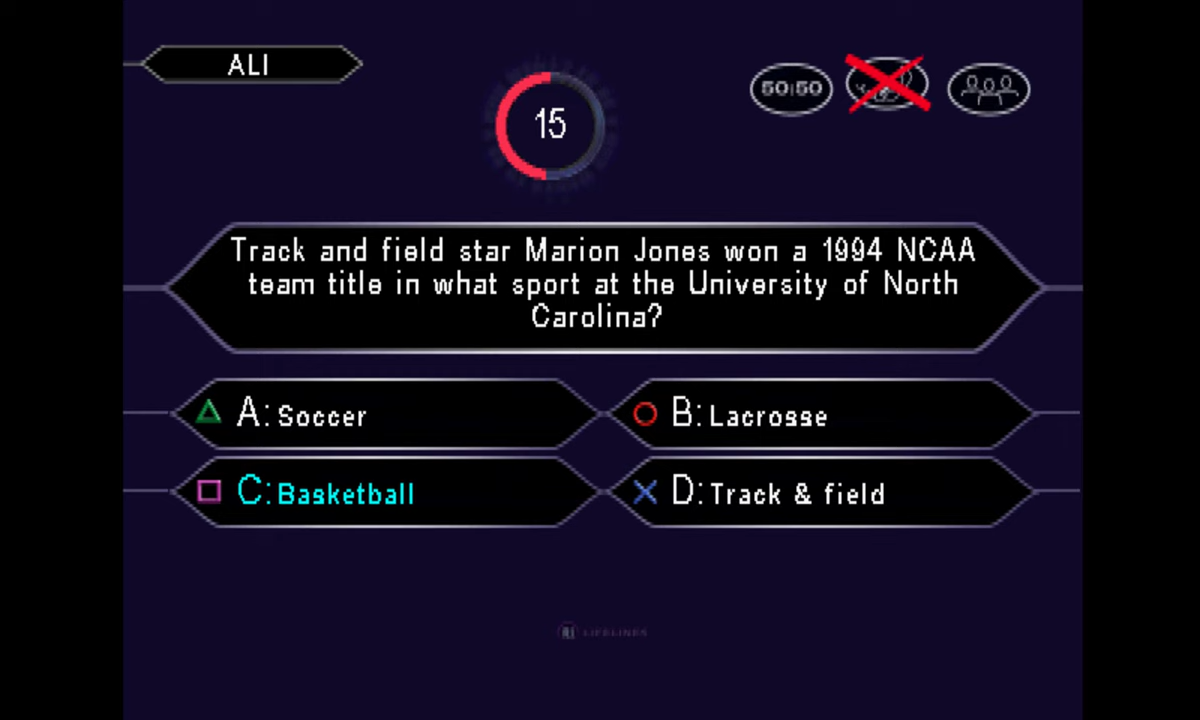 ALI
15
50:50
Track and field star Marion Jones won a 1994 NCAA
team title in what sport at the University of North
Carolina?
A: Soccer
B: Lacrosse
C: Basketball
D: Track & field
LIFELINES